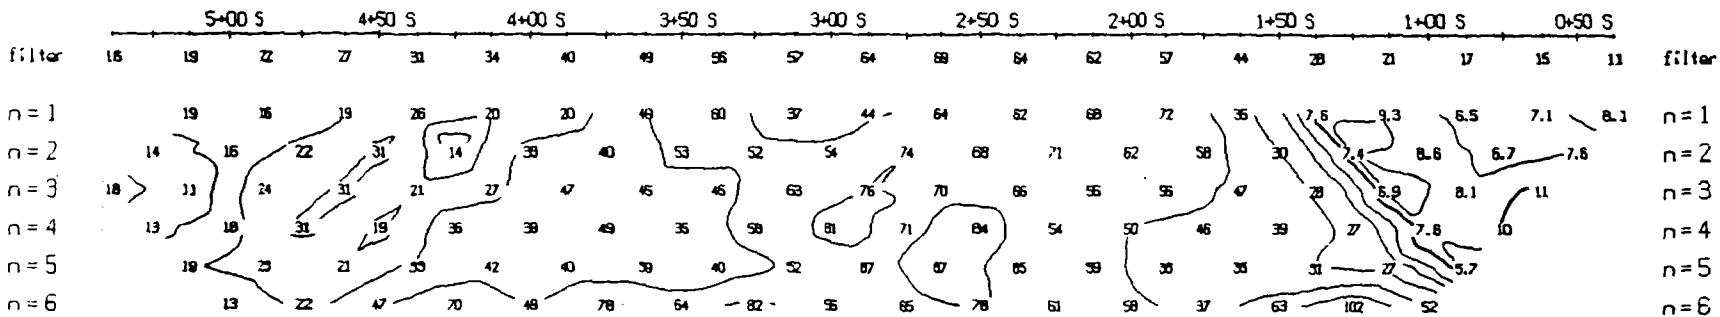 5+00 S 4+50 S 4+00 S 3+50 S 3+00 S 2+50 S 2+00 S 1+50 S 1+00 S 0+50 S
filter 16 19 22 27 31 34 40 49 56 57 64 69 64 62 57 44 28 21 17 15 11 filter
n=1 19 16 19 26 20 20 49 60 37 44 64 62 68 72 36 7.6 9.3 6.5 7.1 8.1 n=1
n=2 14 16 22 31 14 39 40 53 52 54 74 68 71 62 58 30 7.4 8.6 6.7 7.6 n=2
n=3 18 11 24 31 21 27 47 45 46 63 76 70 66 56 56 47 28 6.9 8.1 11 n=3
n=4 13 18 31 19 36 39 49 35 58 81 71 84 54 50 46 39 27 7.8 10 n=4
n=5 19 23 21 33 42 40 39 40 52 67 67 65 59 36 36 31 27 5.7 n=5
n=6 13 22 47 70 48 78 64 82 56 65 78 61 58 37 63 102 52 n=6